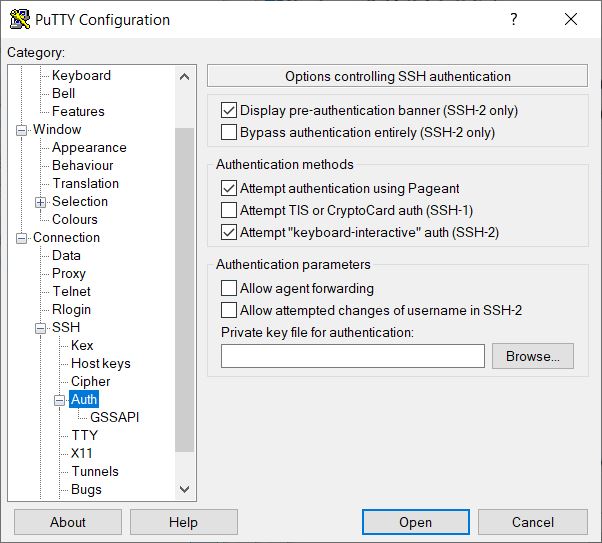 PuTTY Configuration
Category:
Keyboard
Bell
Features
Window
Appearance
Behaviour
Translation
Selection
Colours
Connection
Data
Proxy
Telnet
Rlogin
SSH
Kex
Host keys
Cipher
Auth
GSSAPI
TTY
X11
Tunnels
Bugs
Options controlling SSH authentication
Display pre-authentication banner (SSH-2 only)
Bypass authentication entirely (SSH-2 only)
Authentication methods
Attempt authentication using Pageant
Attempt TIS or CryptoCard auth (SSH-1)
Attempt "keyboard-interactive" auth (SSH-2)
Authentication parameters
Allow agent forwarding
Allow attempted changes of username in SSH-2
Private key file for authentication:
Browse...
About
Help
Open
Cancel